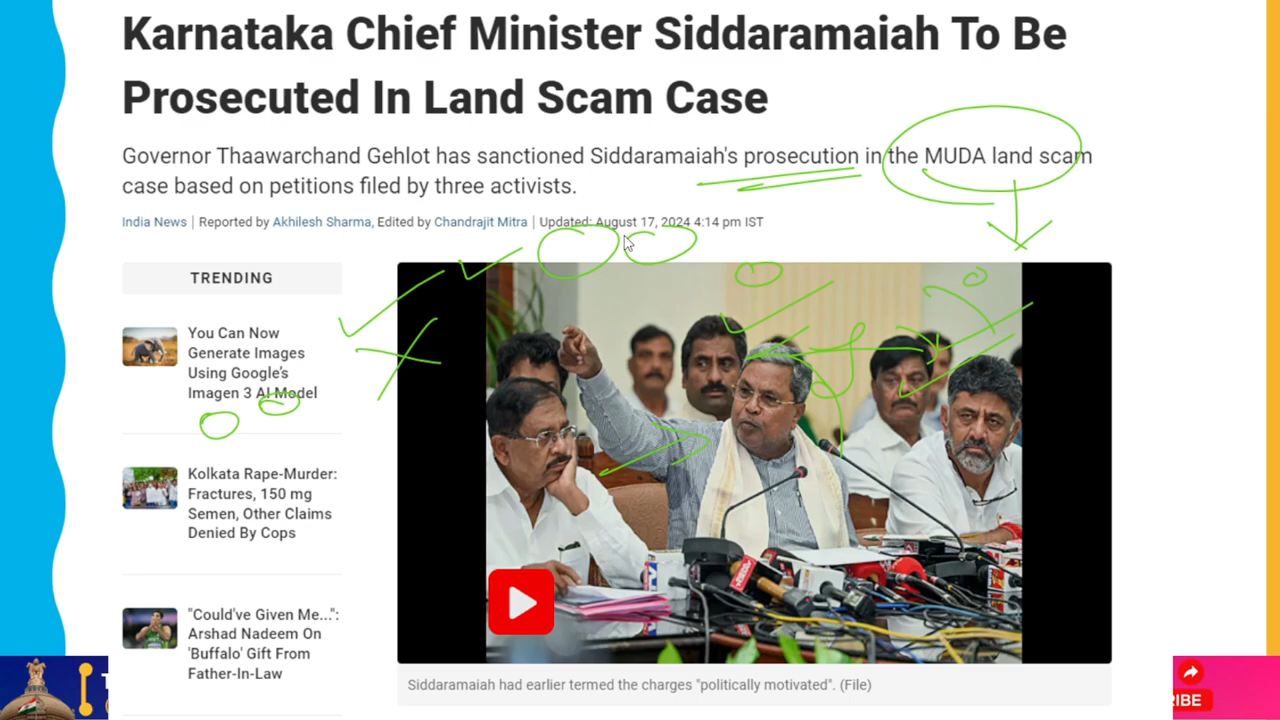 Karnataka Chief Minister Siddaramaiah To Be
Prosecuted In Land Scam Case
Governor Thaawarchand Gehlot has sanctioned Siddaramaiah's prosecution in the MUDA land scam
case based on petitions filed by three activists.
India News | Reported by Akhilesh Sharma, Edited by Chandrajit Mitra | Updated: August 17, 2024 4:14 pm IST
TRENDING
You Can Now
Generate Images
Using Google's
Imagen 3 AI Model
Kolkata Rape-Murder:
Fractures, 150 mg
Semen, Other Claims
Denied By Cops
"Could've Given Me...":
Arshad Nadeem On
'Buffalo' Gift From
Father-In-Law
Siddaramaiah had earlier termed the charges "politically motivated". (File)
RIBE